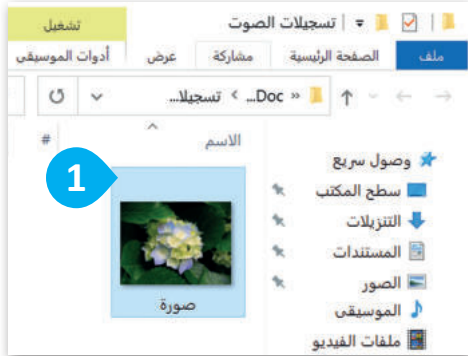 تسجيلات الصوت
تشغيل
ملف الصفحة الرئيسية مشاركة عرض أدوات الموسيقى
Doc... » تسجيلا... ›
الاسم #
1
صورة
وصول سريع
سطح المكتب
التنزيلات
المستندات
الصور
الموسيقى
ملفات الفيديو